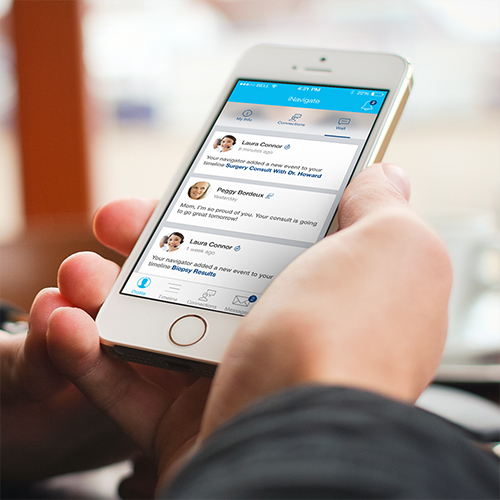 BELL 4:21 PM 22%
iNavigate
2
My Info Connections Wall
Laura Connor
8 minutes ago
Your navigator added a new event to your
timeline Surgery Consult With Dr. Howard
Peggy Bordeux
Yesterday
Mom, I'm so proud of you. Your consult is going
to go great tomorrow!
Laura Connor
1 week ago
Your navigator added a new event to your
timeline Biopsy Results
Profile Timeline Connections Messages